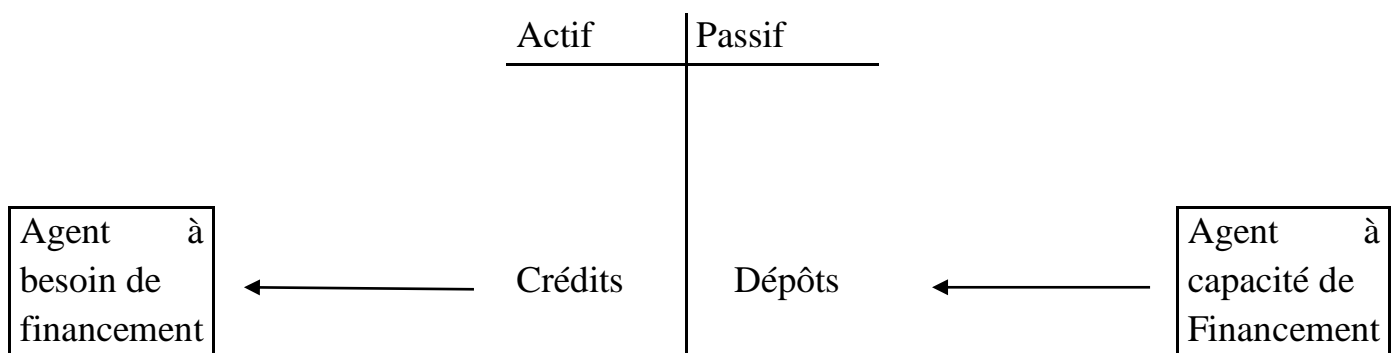 Actif Passif
Agent à
besoin de
financement
Crédits Dépôts
Agent à
capacité de
Financement